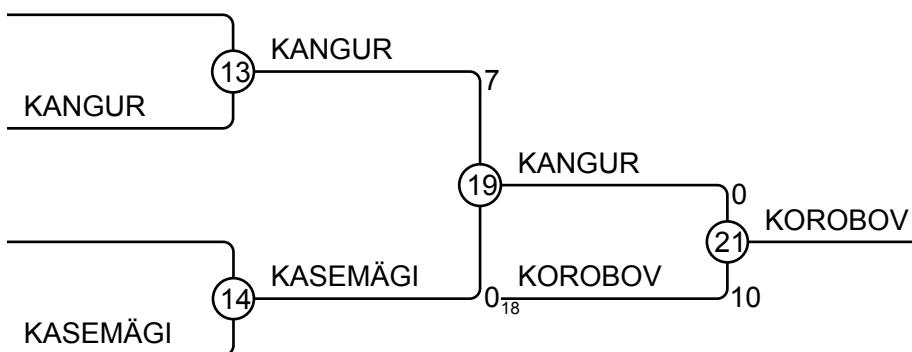 KANGUR
13
7
KANGUR
KANGUR
19
0
KOROBOV
21
KASEMÄGI
KOROBOV
14
0
18
10
KASEMÄGI